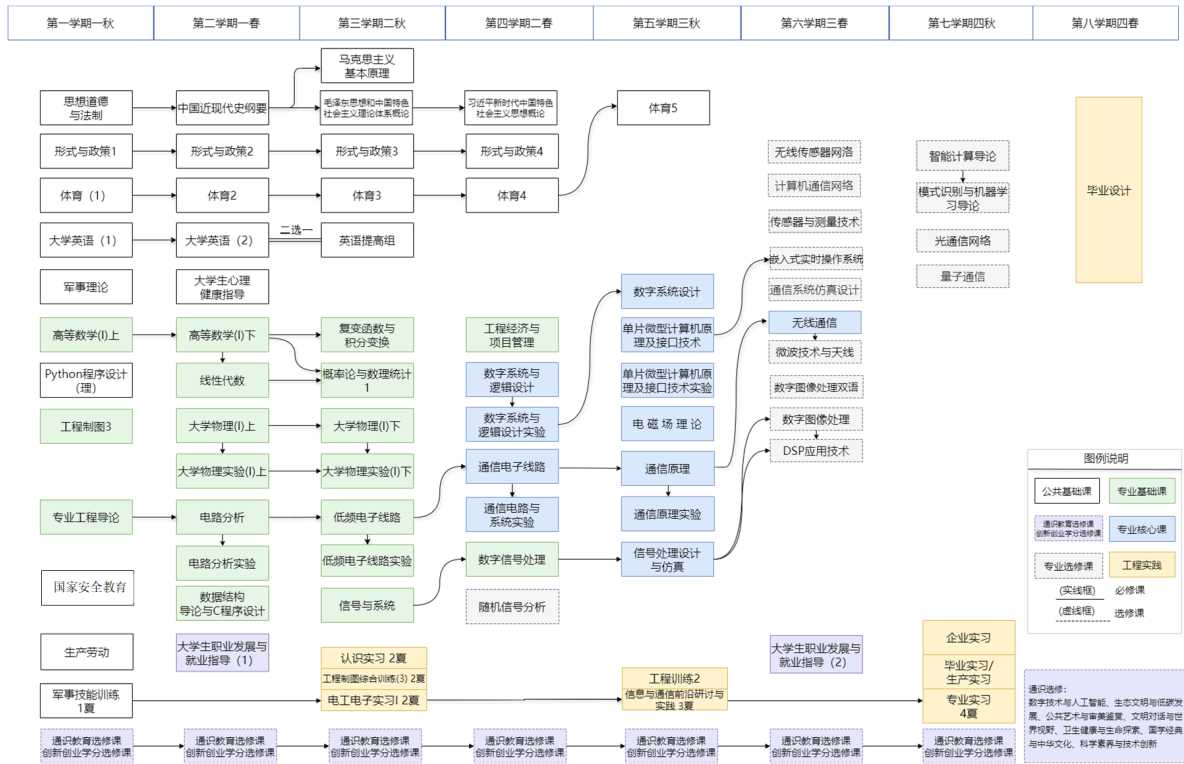 第一学期一秋
第二学期一春
第三学期二秋
第四学期二春
第五学期三秋
第六学期三春
第七学期四秋
第八学期四春
马克思主义
基本原理
思想道德
与法制
中国近现代史纲要
毛泽东思想和中国特色
社会主义理论体系概论
习近平新时代中国特色
社会主义思想概论
体育5
形式与政策1
形式与政策2
形式与政策3
形式与政策4
体育（1）
体育2
体育3
体育4
大学英语（1）
大学英语（2）
二选一
英语提高组
军事理论
大学生心理
健康指导
高等数学(I)上
高等数学(I)下
复变函数与
积分变换
工程经济与
项目管理
Python程序设计
（理）
线性代数
概率论与数理统计
1
数字系统与
逻辑设计
工程制图3
大学物理(I)上
大学物理(I)下
数字系统与
逻辑设计实验
大学物理实验(I)上
大学物理实验(I)下
通信电子线路
专业工程导论
电路分析
低频电子线路
通信电路与
系统实验
电路分析实验
低频电子线路实验
数字信号处理
国家安全教育
数据结构
导论与C程序设计
信号与系统
随机信号分析
数字系统设计
单片微型计算机原
理及接口技术
单片微型计算机原
理及接口技术实验
电磁场理论
通信原理
通信原理实验
信号处理设计
与仿真
无线传感器网络
计算机通信网络
传感器与测量技术
嵌入式实时操作系统
通信系统仿真设计
无线通信
微波技术与天线
数字图像处理双语
数字图像处理
DSP应用技术
智能计算导论
模式识别与机器学
习导论
光通信网络
量子通信
毕业设计
图例说明
公共基础课
专业基础课
通识教育选修课
创新创业学分选修课
专业核心课
专业选修课
工程实践
(实线框)
必修课
(虚线框)
选修课
生产劳动
大学生职业发展与
就业指导（1）
认识实习 2夏
工程制图综合训练(3) 2夏
电工电子实习I 2夏
工程训练2
信息与通信前沿研讨与
实践 3夏
大学生职业发展与
就业指导（2）
企业实习
毕业实习/
生产实习
专业实习
4夏
军事技能训练
1夏
通识教育选修课
创新创业学分选修课
通识教育选修课
创新创业学分选修课
通识教育选修课
创新创业学分选修课
通识教育选修课
创新创业学分选修课
通识教育选修课
创新创业学分选修课
通识教育选修课
创新创业学分选修课
通识教育选修课
创新创业学分选修课
通识选修：
数字技术与人工智能、生态文明与低碳发
展、公共艺术与审美鉴赏、文明对话与世
界视野、卫生健康与生命探索、国学经典
与中华文化、科学素养与技术创新